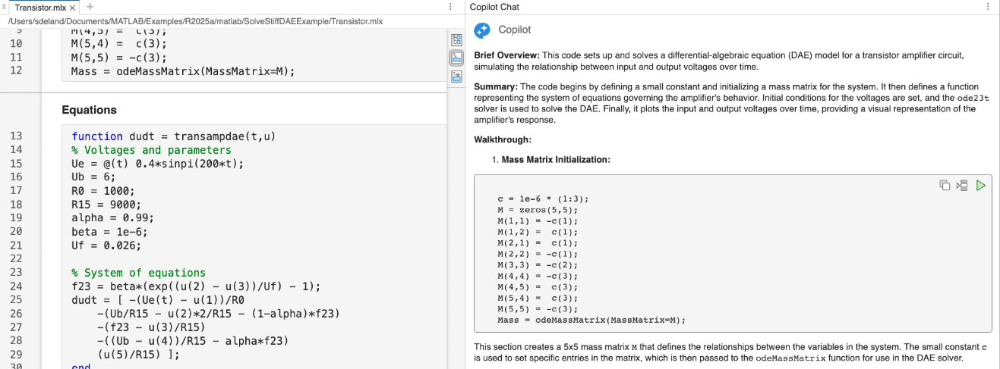 Transistor.mlx
/Users/sdeland/Documents/MATLAB/Examples/R2025a/matlab/SolveStiffDAEExample/Transistor.mlx
9 M(4,5) = c(3);
10 M(5,4) =  c(3);
11 M(5,5) = -c(3);
12 Mass = odeMassMatrix(MassMatrix=M);
Equations
13 function dudt = transampdae(t,u)
14 % Voltages and parameters
15 Ue = @(t) 0.4*sinpi(200*t);
16 Ub = 6;
17 R0 = 1000;
18 R15 = 9000;
19 alpha = 0.99;
20 beta = 1e-6;
21 Uf = 0.026;
22
23 % System of equations
24 f23 = beta*(exp((u(2) - u(3))/Uf) - 1);
25 dudt = [ -(Ue(t) - u(1))/R0
26 -(Ub/R15 - u(2)*2/R15 - (1-alpha)*f23)
27 -(f23 - u(3)/R15)
28 -((Ub - u(4))/R15 - alpha*f23)
29 (u(5)/R15) ];
30 end
Copilot Chat
Copilot
Brief Overview: This code sets up and solves a differential-algebraic equation (DAE) model for a transistor amplifier circuit,
simulating the relationship between input and output voltages over time.
Summary: The code begins by defining a small constant and initializing a mass matrix for the system. It then defines a function
representing the system of equations governing the amplifier's behavior. Initial conditions for the voltages are set, and the ode23t
solver is used to solve the DAE. Finally, it plots the input and output voltages over time, providing a visual representation of the
amplifier's response.
Walkthrough:
1. Mass Matrix Initialization:
c = 1e-6 * (1:3);
M = zeros(5,5);
M(1,1) = -c(1);
M(1,2) =  c(1);
M(2,1) =  c(1);
M(2,2) = -c(1);
M(3,3) = -c(2);
M(4,4) = -c(3);
M(4,5) =  c(3);
M(5,4) =  c(3);
M(5,5) = -c(3);
Mass = odeMassMatrix(MassMatrix=M);
This section creates a 5x5 mass matrix M that defines the relationships between the variables in the system. The small constant c
is used to set specific entries in the matrix, which is then passed to the odeMassMatrix function for use in the DAE solver.